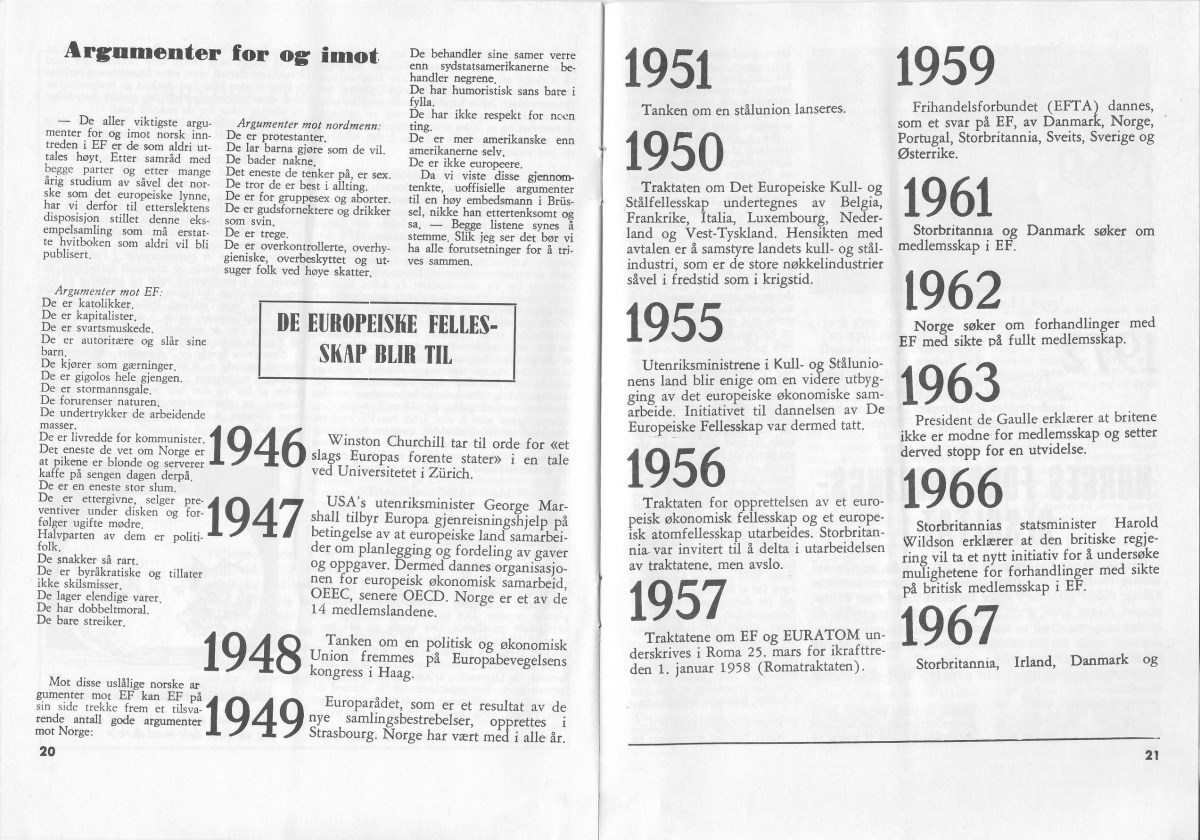 Argumenter for og imot
— De aller viktigste argu-
menter for og imot norsk inn-
treden i EF er de som aldri ut-
tales høyt. Etter samråd med
begge parter og etter mange
årig studium av såvel det nor-
ske som det europeiske lynne,
har vi derfor til etterslektens
disposisjon stillet denne eks-
empelsamling som må erstat-
te hvitboken som aldri vil bli
publisert.
Argumenter mot EF:
De er katolikker.
De er kapitalister.
De er svartsmuskede.
De er autoritære og slår sine
barn.
De kjører som gærninger.
De er gigolos hele gjengen.
De er stormannsgale.
De forurenser naturen.
De undertrykker de arbeidende
masser.
De er livredde for kommunister.
Det eneste de vet om Norge er
at pikene er blonde og serverer
kaffe på sengen dagen derpå.
De er en eneste stor slum.
De er ettergivne, selger pre-
ventiver under disken og for-
følger ugifte mødre.
Halvparten av dem er politi-
folk.
De snakker så rart.
De er byråkratiske og tillater
ikke skilsmisser.
De lager elendige varer.
De har dobbeltmoral.
De bare streiker.
Mot disse uslålige norske ar
gumenter mot EF kan EF på
sin side trekke frem et tilsva-
rende antall gode argumenter
mot Norge:
Argumenter mot nordmenn:
De er protestanter.
De lar barna gjøre som de vil.
De bader nakne.
Det eneste de tenker på, er sex.
De tror de er best i allting.
De er for gruppesex og aborter.
De er gudsfornektere og drikker
som svin.
De er trege.
De er overkontrollerte, overhy-
gieniske, overbeskyttet og ut-
suger folk ved høye skatter.
De behandler sine samer verre
enn sydstatsamerikanerne be-
handler negrene.
De har humoristisk sans bare i
fylla.
De har ikke respekt for noen
ting.
De er mer amerikanske enn
amerikanerne selv.
De er ikke europeere.
Da vi viste disse gjennom-
tenkte, uoffisielle argumenter
til en høy embedsmann i Brüs-
sel, nikke han ettertenksomt og
sa. — Begge listene synes å
stemme. Slik jeg ser det bør vi
ha alle forutsetninger for å tri-
ves sammen.
DE EUROPEISKE FELLES-
SKAP BLIR TIL
1946
Winston Churchill tar til orde for «et
slags Europas forente stater» i en tale
ved Universitetet i Zürich.
1947
USA's utenriksminister George Mar-
shall tilbyr Europa gjenreisningshjelp på
betingelse av at europeiske land samarbei-
der om planlegging og fordeling av gaver
og oppgaver. Dermed dannes organisasjo-
nen for europeisk økonomisk samarbeid,
OEEC, senere OECD. Norge er et av de
14 medlemslandene.
1948
Tanken om en politisk og økonomisk
Union fremmes på Europabevegelsens
kongress i Haag.
1949
Europarådet, som er et resultat av de
nye samlingsbestrebelser, opprettes i
Strasbourg. Norge har vært med i alle år.
20
1951
Tanken om en stålunion lanseres.
1950
Traktaten om Det Europeiske Kull- og
Stålfellesskap undertegnes av Belgia,
Frankrike, Italia, Luxembourg, Neder-
land og Vest-Tyskland. Hensikten med
avtalen er å samstyre landets kull- og stål-
industri, som er de store nøkkelindustrier
såvel i fredstid som i krigstid.
1955
Utenriksministrene i Kull- og Stålunio-
nens land blir enige om en videre utbyg-
ging av det europeiske økonomiske sam-
arbeide. Initiativet til dannelsen av De
Europeiske Fellesskap var dermed tatt.
1956
Traktaten for opprettelsen av et euro-
peisk økonomisk fellesskap og et europe-
isk atomfellesskap utarbeides. Storbritan-
nia var invitert til å delta i utarbeidelsen
av traktatene, men avslo.
1957
Traktatene om EF og EURATOM un-
derskrives i Roma 25. mars for ikrafttre-
den 1. januar 1958 (Romatraktaten).
1959
Frihandelsforbundet (EFTA) dannes,
som et svar på EF, av Danmark, Norge,
Portugal, Storbritannia, Sveits, Sverige og
Østerrike.
1961
Storbritannia og Danmark søker om
medlemsskap i EF.
1962
Norge søker om forhandlinger med
EF med sikte på fullt medlemsskap.
1963
President de Gaulle erklærer at britene
ikke er modne for medlemsskap og setter
derved stopp for en utvidelse.
1966
Storbritannias statsminister Harold
Wildson erklærer at den britiske regje-
ring vil ta et nytt initiativ for å undersøke
mulighetene for forhandlinger med sikte
på britisk medlemsskap i EF.
1967
Storbritannia, Irland, Danmark og
21